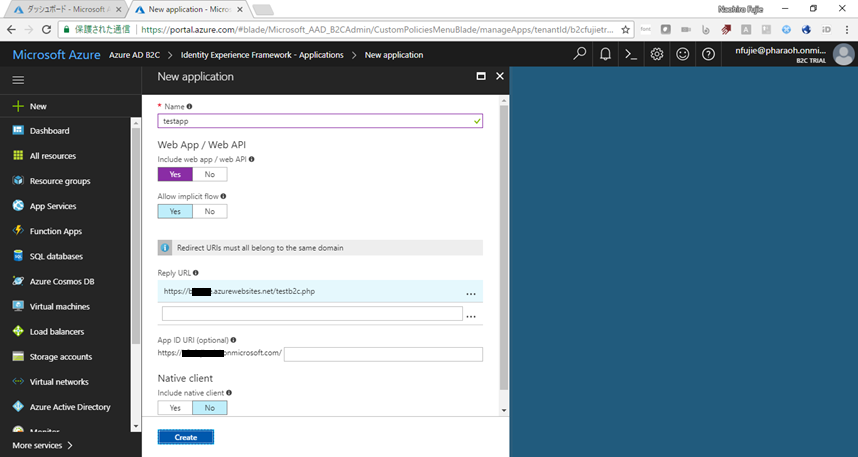 ダッシュボード - Microsoft A
New application - Micros
Naohiro Fujie
保護された通信
https://portal.azure.com/#blade/Microsoft_AAD_B2CAdmin/CustomPoliciesMenuBlade/manageApps/tenantId/b2cfujietr...
Microsoft Azure Azure AD B2C > Identity Experience Framework - Applications > New application
nfujie@pharaoh.onmi...
B2C TRIAL
New
Dashboard
All resources
Resource groups
App Services
Function Apps
SQL databases
Azure Cosmos DB
Virtual machines
Load balancers
Storage accounts
Virtual networks
Azure Active Directory
Monitor
More services >
New application
* Name
testapp
Web App / Web API
Include web app / web API
Yes No
Allow implicit flow
Yes No
Redirect URIs must all belong to the same domain
Reply URL
https://b .azurewebsites.net/testb2c.php ...
...
App ID URI (optional)
https:// onmicrosoft.com/
Native client
Include native client
Yes No
Create